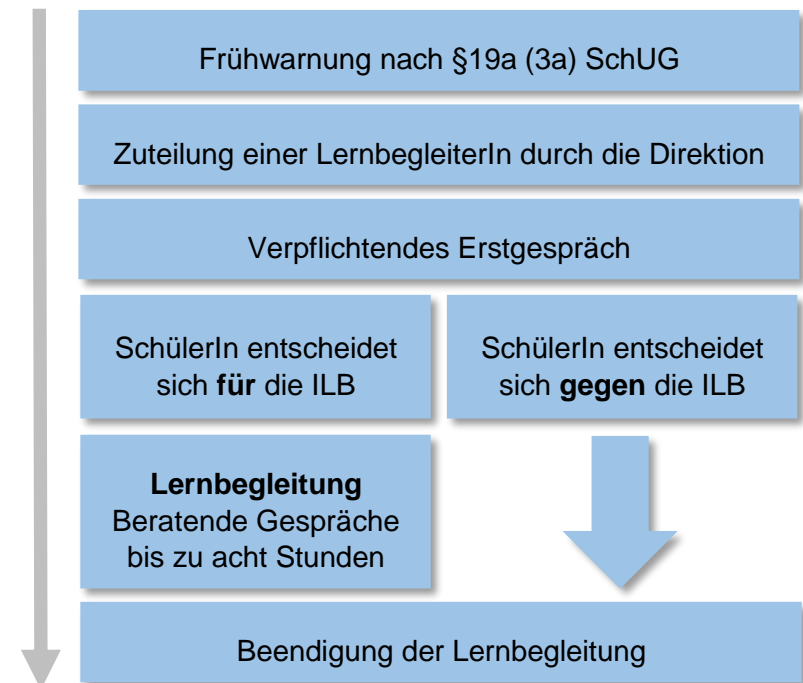 Frühwarnung nach §19a (3a) SchUG
Zuteilung einer LernbegleiterIn durch die Direktion
Verpflichtendes Erstgespräch
SchülerIn entscheidet
sich für die ILB
SchülerIn entscheidet
sich gegen die ILB
Lernbegleitung
Beratende Gespräche
bis zu acht Stunden
Beendigung der Lernbegleitung